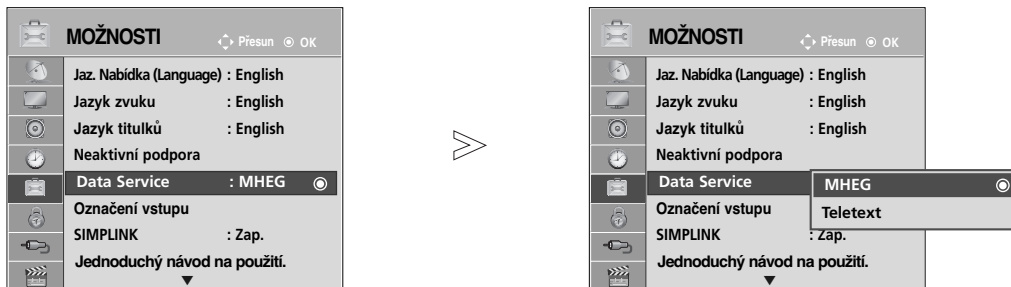 MOŽNOSTI Přesun OK
Jaz. Nabídka (Language) : English
Jazyk zvuku : English
Jazyk titulků : English
Neaktivní podpora
Data Service : MHEG
Označení vstupu
SIMPLINK : Zap.
Jednoduchý návod na použití.
MOŽNOSTI Přesun OK
Jaz. Nabídka (Language) : English
Jazyk zvuku : English
Jazyk titulků : English
Neaktivní podpora
Data Service
MHEG
Teletext
Označení vstupu
SIMPLINK : Zap.
Jednoduchý návod na použití.